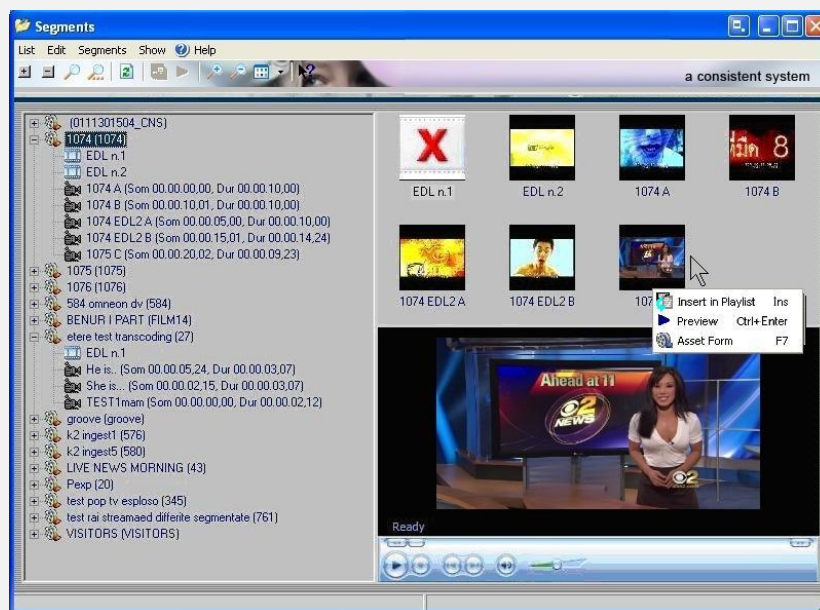 Segments
List Edit Segments Show Help
a consistent system
(0111301504_CNS)
1074 (1074)
EDL n.1
EDL n.2
1074 A (Som 00.00.00,00, Dur 00.00.10,00)
1074 B (Som 00.00.10,01, Dur 00.00.10,00)
1074 EDL2 A (Som 00.00.05,00, Dur 00.00.10,00)
1074 EDL2 B (Som 00.00.15,01, Dur 00.00.14,24)
1075 C (Som 00.00.20,02, Dur 00.00.09,23)
1075 (1075)
1076 (1076)
584 omneon dv (584)
BENUR I PART (FILM14)
etere test transcoding (27)
EDL n.1
He is.. (Som 00.00.05,24, Dur 00.00.03,07)
She is... (Som 00.00.02,15, Dur 00.00.03,07)
TEST1mam (Som 00.00.00,00, Dur 00.00.02,12)
groove (groove)
k2 ingest1 (576)
k2 ingest5 (580)
LIVE NEWS MORNING (43)
Pexp (20)
test pop tv esploso (345)
test rai streamaed differite segmentate (761)
VISITORS (VISITORS)
8
EDL n.1 EDL n.2 1074 A 1074 B
1074 EDL2 A 1074 EDL2 B
Insert in Playlist Ins
Preview Ctrl+Enter
Asset Form F7
Ahead at 11
2
NEWS
2
Ready